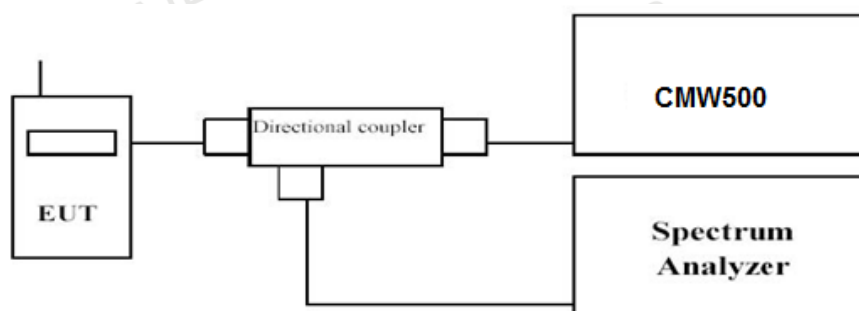 Directional coupler
CMW500
EUT
Spectrum
Analyzer